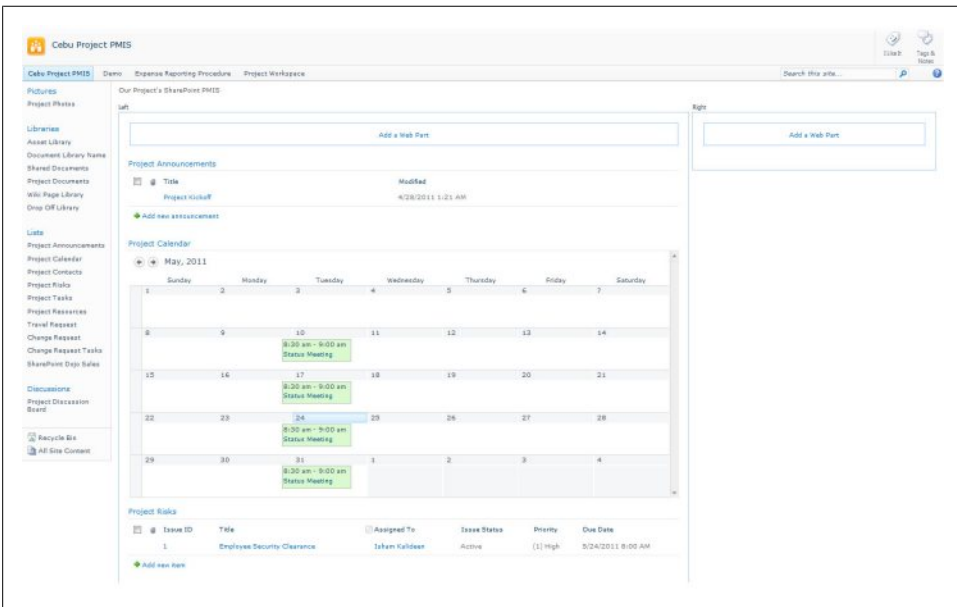 Cebu Project PMIS
I Like It
Tags & Notes
Cebu Project PMIS Demo Expense Reporting Procedure Project Workspace
Search this site...
Pictures
Project Photos
Libraries
Asset Library
Document Library Name
Shared Documents
Project Documents
Wiki Page Library
Drop Off Library
Lists
Project Announcements
Project Calendar
Project Contacts
Project Risks
Project Tasks
Project Resources
Travel Request
Change Request
Change Request Tasks
SharePoint Dojo Sales
Discussions
Project Discussion
Board
Recycle Bin
All Site Content
Our Project's SharePoint PMIS
Left
Add a Web Part
Project Announcements
Title Modified
Project Kickoff 4/28/2011 1:21 AM
Add new announcement
Project Calendar
May, 2011
Sunday Monday Tuesday Wednesday Thursday Friday Saturday
1 2 3 4 5 6 7
8 9 10 11 12 13 14
8:30 am - 9:00 am
Status Meeting
15 16 17 18 19 20 21
8:30 am - 9:00 am
Status Meeting
22 23 24 25 26 27 28
8:30 am - 9:00 am
Status Meeting
29 30 31 1 2 3 4
8:30 am - 9:00 am
Status Meeting
Project Risks
Issue ID Title Assigned To Issue Status Priority Due Date
1 Employee Security Clearance Isham Kalideen Active (1) High 5/24/2011 8:00 AM
Add new item
Right
Add a Web Part